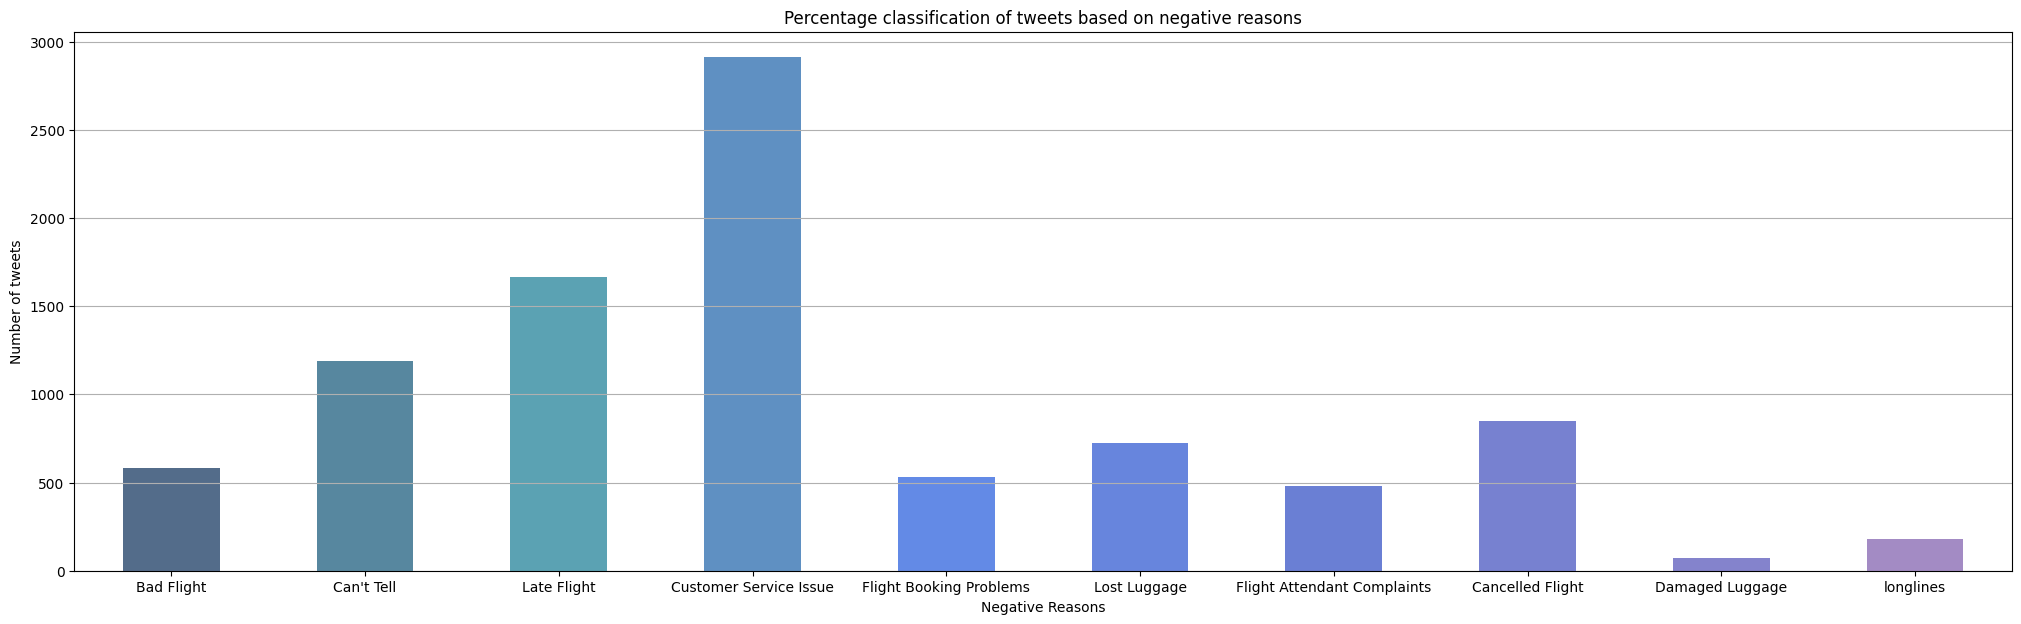 Percentage classification of tweets based on negative reasons
3000
2500
2000
1500
1000
500
0
Number of tweets
Bad Flight Can't Tell Late Flight Customer Service Issue Flight Booking Problems Lost Luggage Flight Attendant Complaints Cancelled Flight Damaged Luggage longlines
Negative Reasons